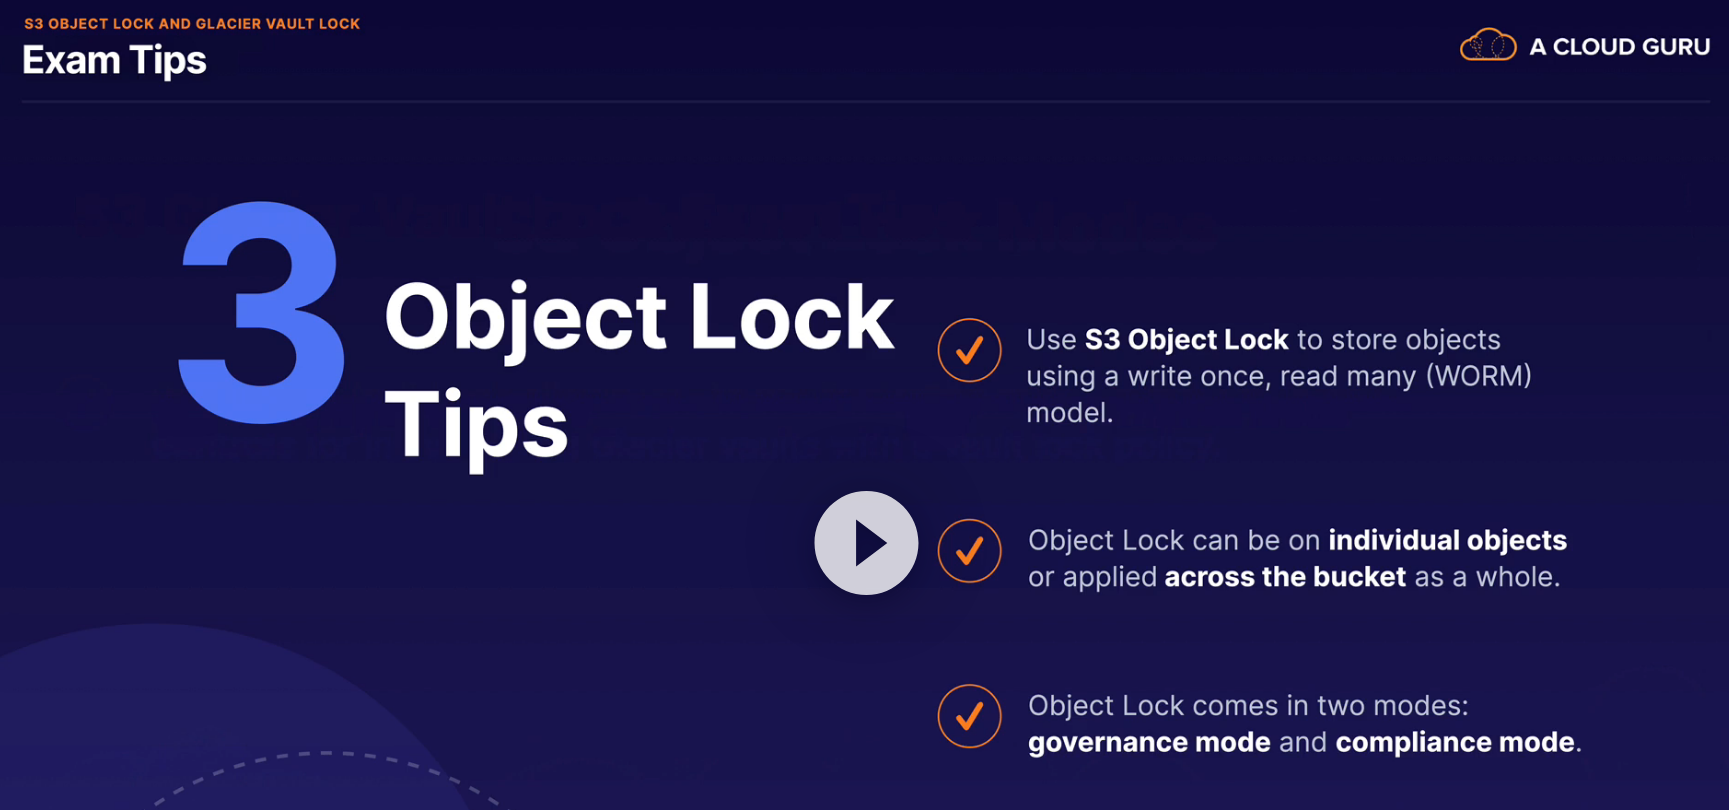 S3 OBJECT LOCK AND GLACIER VAULT LOCK
Exam Tips
A CLOUD GURU
3
Object Lock
Tips
Use S3 Object Lock to store objects
using a write once, read many (WORM)
model.
Object Lock can be on individual objects
or applied across the bucket as a whole.
Object Lock comes in two modes:
governance mode and compliance mode.